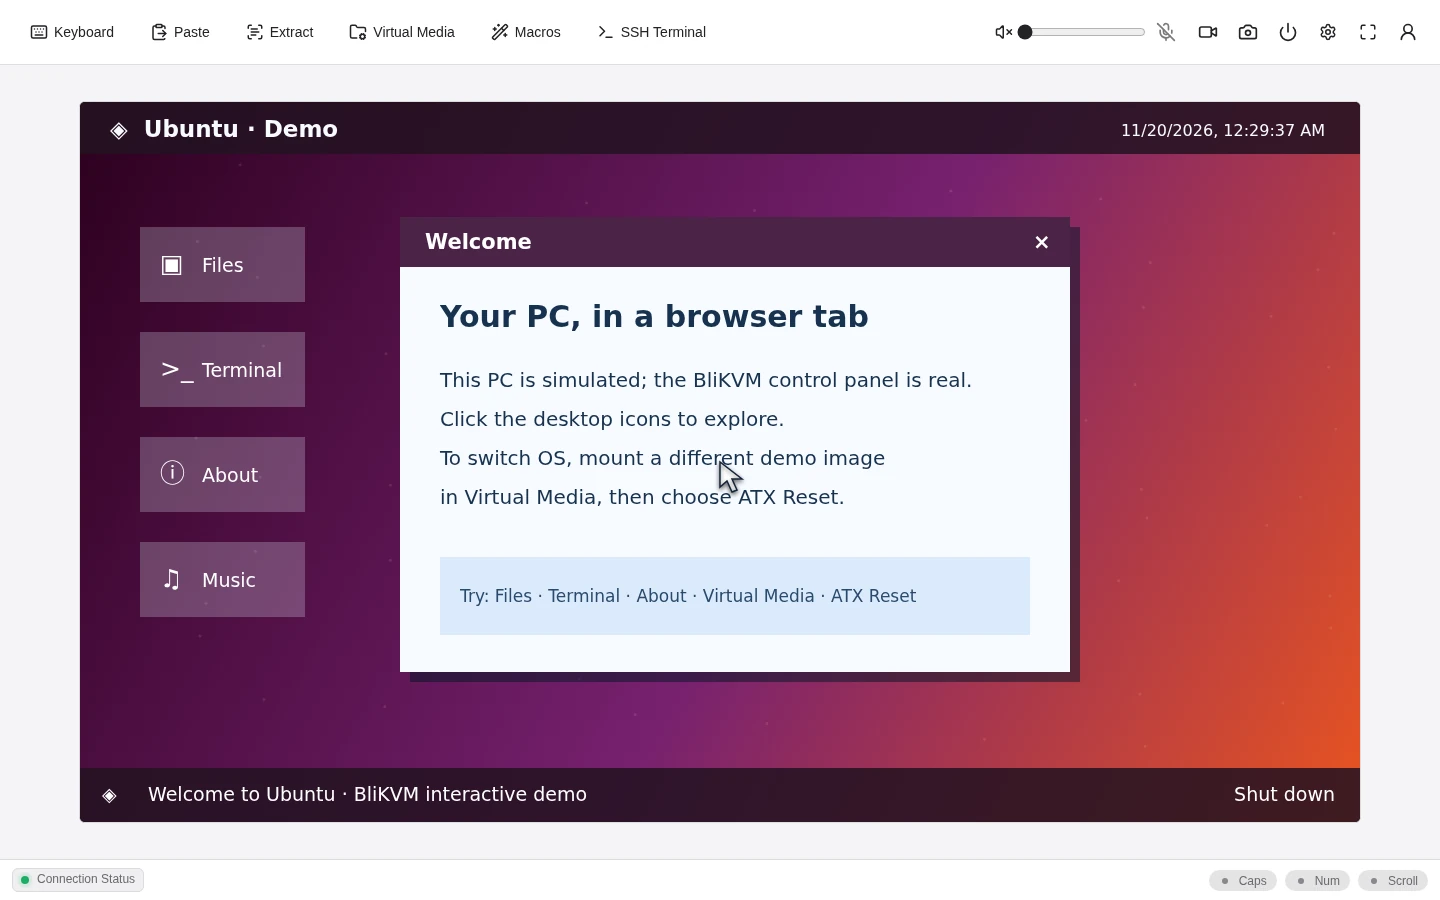 Keyboard
Paste
Extract
Virtual Media
Macros
SSH Terminal
Ubuntu · Demo
11/20/2026, 12:29:37 AM
Files
>_ Terminal
About
Music
Welcome
Your PC, in a browser tab
This PC is simulated; the BliKVM control panel is real.
Click the desktop icons to explore.
To switch OS, mount a different demo image
in Virtual Media, then choose ATX Reset.
Try: Files · Terminal · About · Virtual Media · ATX Reset
Welcome to Ubuntu · BliKVM interactive demo
Shut down
Connection Status
Caps
Num
Scroll